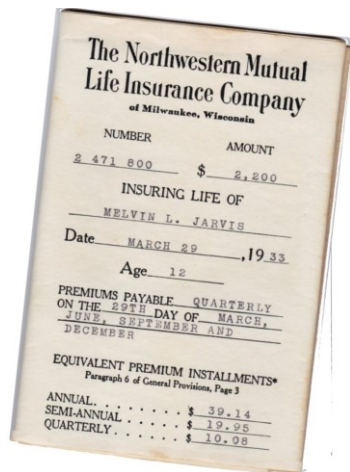 The Northwestern Mutual
Life Insurance Company
of Milwaukee, Wisconsin
NUMBER AMOUNT
2 471 800 $ 2,200
INSURING LIFE OF
MELVIN L. JARVIS
Date MARCH 29 , 19 33
Age 12
PREMIUMS PAYABLE QUARTERLY
ON THE 29TH DAY OF MARCH,
JUNE, SEPTEMBER AND
DECEMBER
EQUIVALENT PREMIUM INSTALLMENTS*
Paragraph 6 of General Provisions, Page 3
ANNUAL. . . . . . . . . $ 39.14
SEMI-ANNUAL . . . . . . $ 19.95
QUARTERLY. . . . . . . $ 10.08